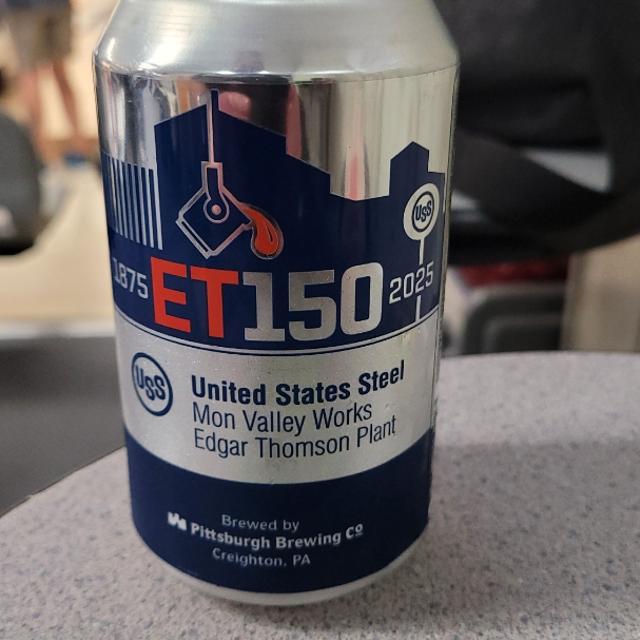 USS
1875 ET150 2025
USS
United States Steel
Mon Valley Works
Edgar Thomson Plant
Brewed by
Pittsburgh Brewing Co
Creighton, PA